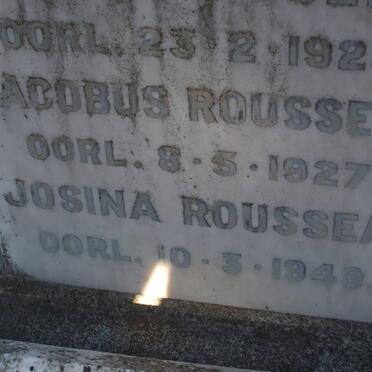 OORL. 23·2·192
ACOBUS ROUSSE
OORL. 8·5·1927
JOSINA ROUSSEA
OORL. 10·3·1949